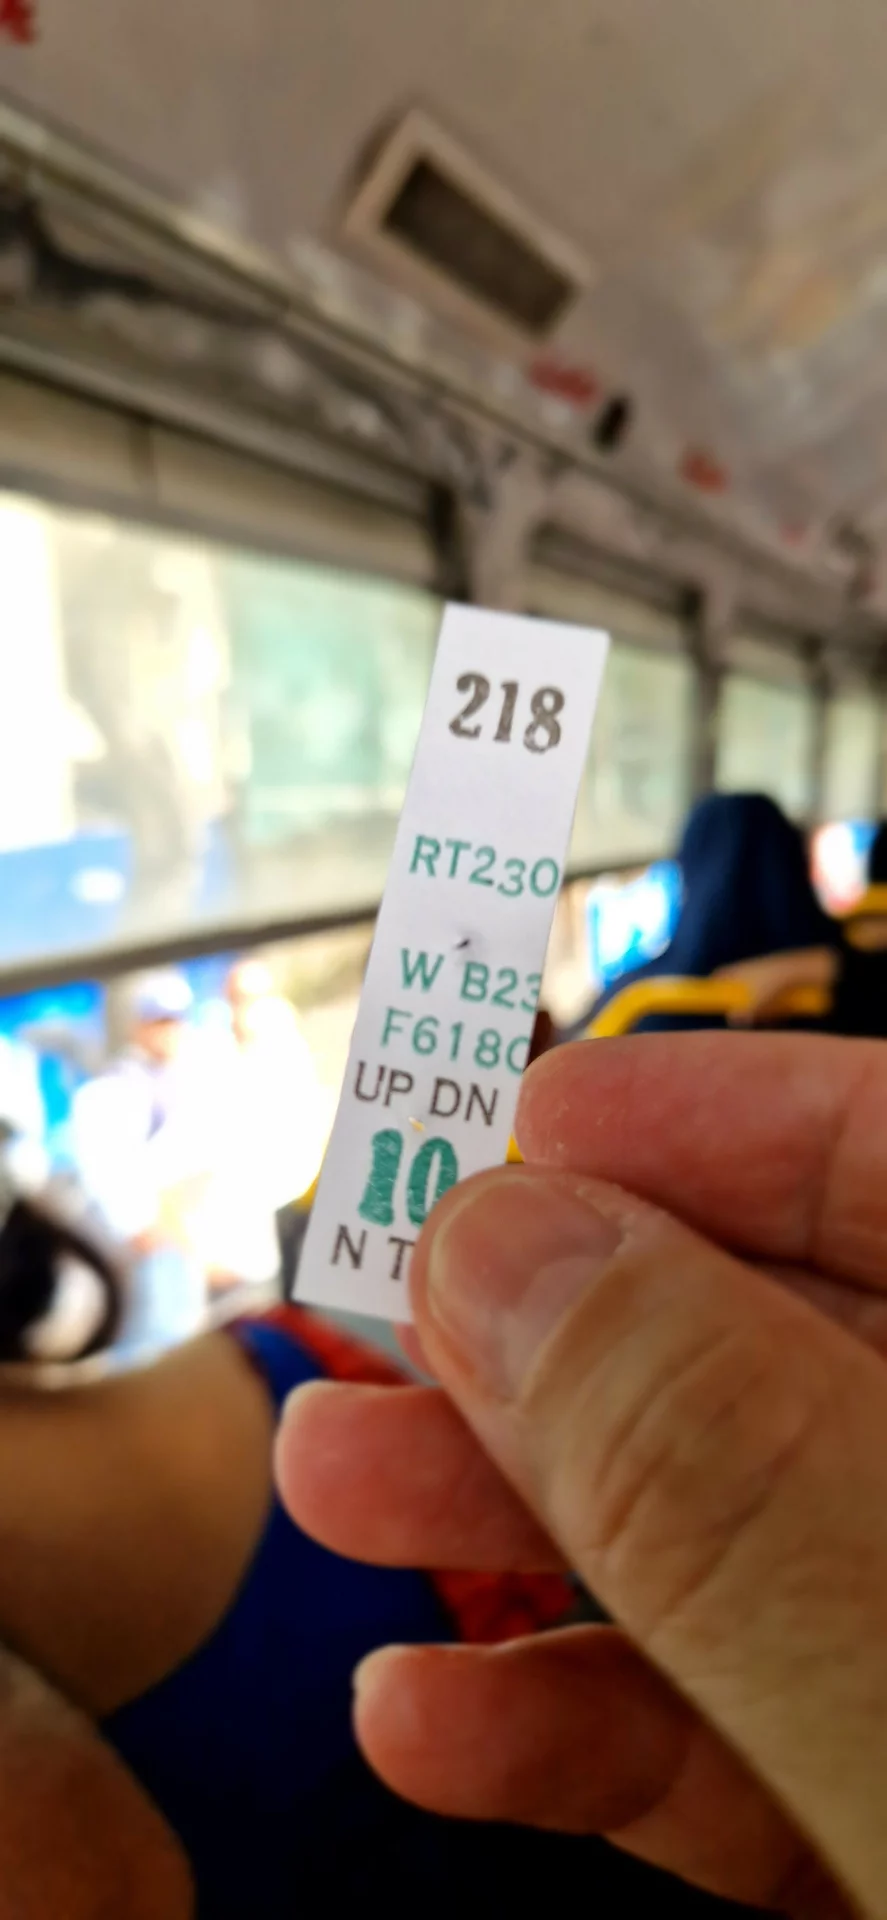 218
RT230
W B23
F6180
UP DN
10
N T